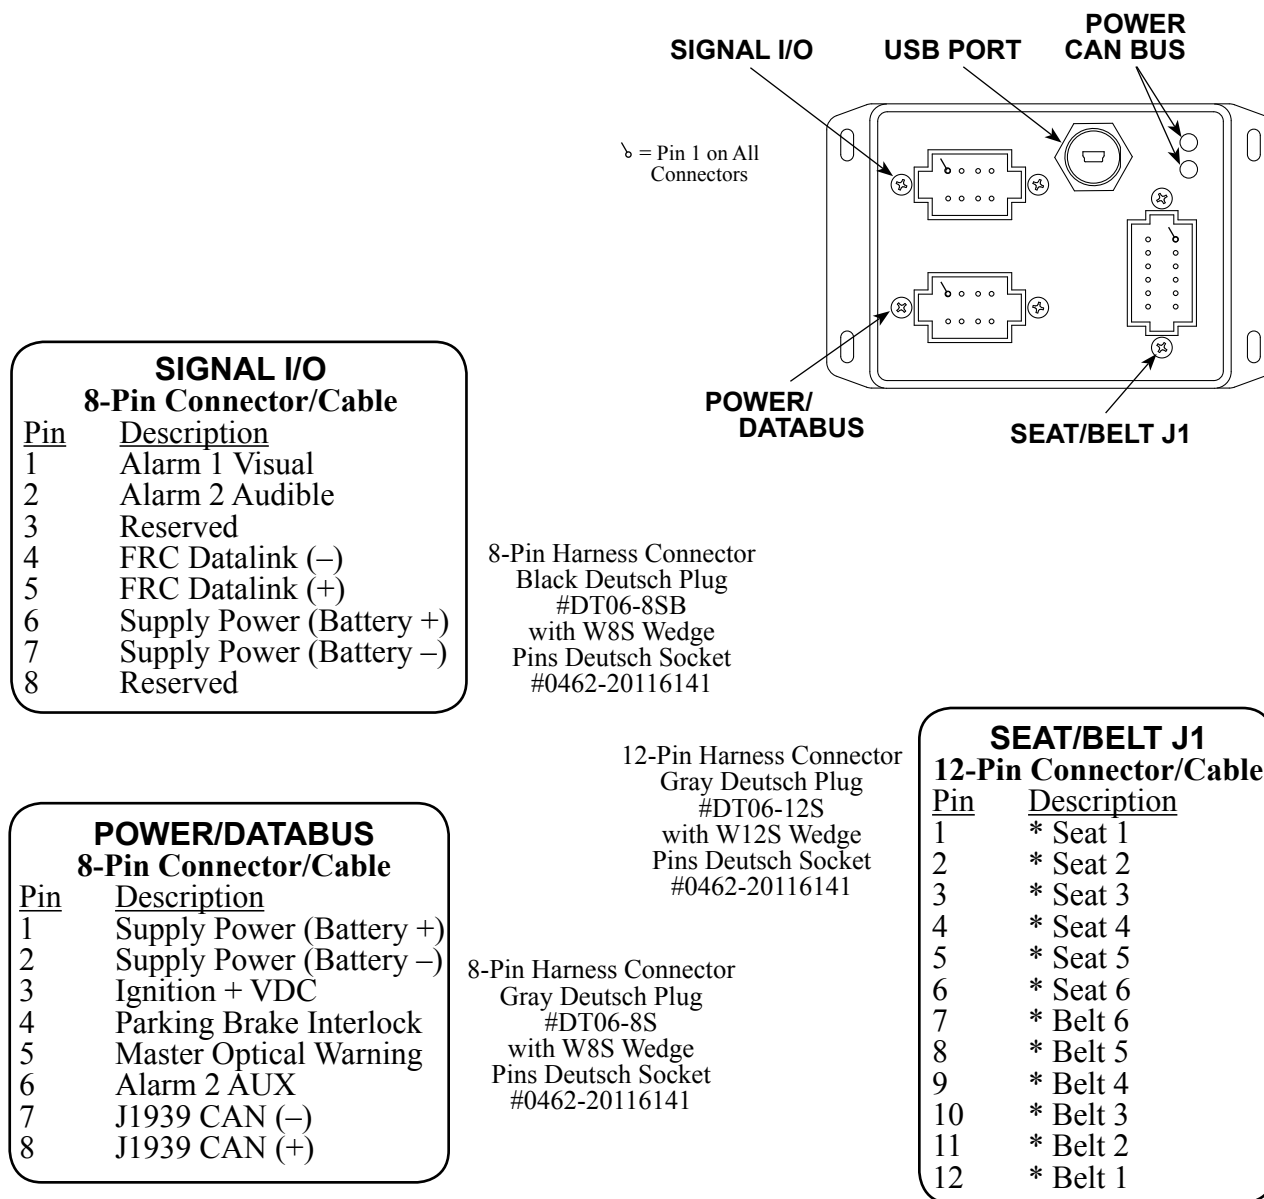 POWER
CAN BUS
SIGNAL I/O
USB PORT
= Pin 1 on All
Connectors
POWER/
DATABUS
SEAT/BELT J1
SIGNAL I/O
8-Pin Connector/Cable
Pin Description
1 Alarm 1 Visual
2 Alarm 2 Audible
3 Reserved
4 FRC Datalink (–)
5 FRC Datalink (+)
6 Supply Power (Battery +)
7 Supply Power (Battery –)
8 Reserved
8-Pin Harness Connector
Black Deutsch Plug
#DT06-8SB
with W8S Wedge
Pins Deutsch Socket
#0462-20116141
12-Pin Harness Connector
Gray Deutsch Plug
#DT06-12S
with W12S Wedge
Pins Deutsch Socket
#0462-20116141
SEAT/BELT J1
12-Pin Connector/Cable
Pin Description
1 * Seat 1
2 * Seat 2
3 * Seat 3
4 * Seat 4
5 * Seat 5
6 * Seat 6
7 * Belt 6
8 * Belt 5
9 * Belt 4
10 * Belt 3
11 * Belt 2
12 * Belt 1
POWER/DATABUS
8-Pin Connector/Cable
Pin Description
1 Supply Power (Battery +)
2 Supply Power (Battery –)
3 Ignition + VDC
4 Parking Brake Interlock
5 Master Optical Warning
6 Alarm 2 AUX
7 J1939 CAN (–)
8 J1939 CAN (+)
8-Pin Harness Connector
Gray Deutsch Plug
#DT06-8S
with W8S Wedge
Pins Deutsch Socket
#0462-20116141